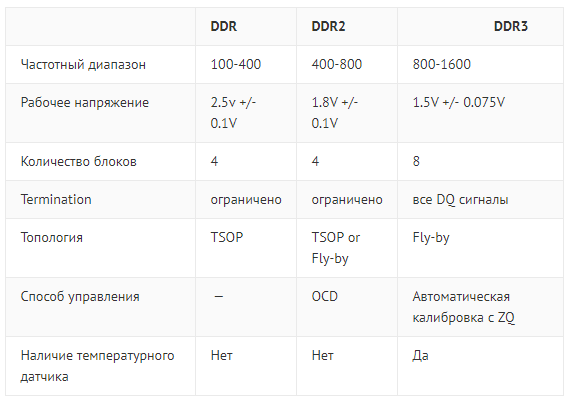 DDR DDR2 DDR3
Частотный диапазон 100-400 400-800 800-1600
Рабочее напряжение 2.5v +/- 1.8V +/- 1.5V +/- 0.075V
0.1V 0.1V
Количество блоков 4 4 8
Termination ограничено ограничено все DQ сигналы
Топология TSOP TSOP or Fly-by
Fly-by
Способ управления — OCD Автоматическая
калибровка с ZQ
Наличие температурного Нет Нет Да
датчика